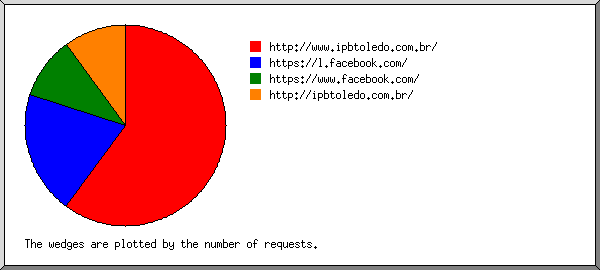 http://www.ipbtoledo.com.br/
https://l.facebook.com/
https://www.facebook.com/
http://ipbtoledo.com.br/
The wedges are plotted by the number of requests.